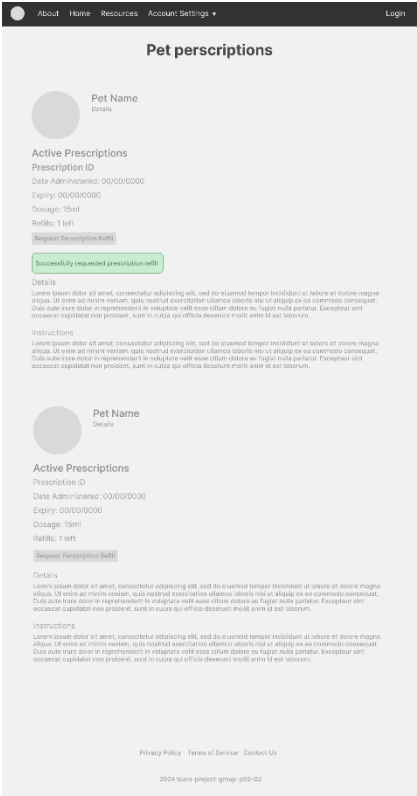 About Home Resources Account Settings Login
Pet perscriptions
Pet Name
Details
Active Prescriptions
Prescription ID
Date Administered: 00/00/0000
Expiry: 00/00/0000
Dosage: 15ml
Refills: 1 left
Request Perscription Refill
Successfully requested prescription refill
Details
Lorem ipsum dolor sit amet, consectetur adipiscing elit, sed do eiusmod tempor incididunt ut labore et dolore magna
aliqua. Ut enim ad minim veniam, quis nostrud exercitation ullamco laboris nisi ut aliquip ex ea commodo consequat.
Duis aute irure dolor in reprehenderit in voluptate velit esse cillum dolore eu fugiat nulla pariatur. Excepteur sint
occaecat cupidatat non proident, sunt in culpa qui officia deserunt mollit anim id est laborum.
Instructions
Lorem ipsum dolor sit amet, consectetur adipiscing elit, sed do eiusmod tempor incididunt ut labore et dolore magna
aliqua. Ut enim ad minim veniam, quis nostrud exercitation ullamco laboris nisi ut aliquip ex ea commodo consequat.
Duis aute irure dolor in reprehenderit in voluptate velit esse cillum dolore eu fugiat nulla pariatur. Excepteur sint
occaecat cupidatat non proident, sunt in culpa qui officia deserunt mollit anim id est laborum.
Pet Name
Details
Active Prescriptions
Prescription ID
Date Administered: 00/00/0000
Expiry: 00/00/0000
Dosage: 15ml
Refills: 1 left
Request Perscription Refill
Details
Lorem ipsum dolor sit amet, consectetur adipiscing elit, sed do eiusmod tempor incididunt ut labore et dolore magna
aliqua. Ut enim ad minim veniam, quis nostrud exercitation ullamco laboris nisi ut aliquip ex ea commodo consequat.
Duis aute irure dolor in reprehenderit in voluptate velit esse cillum dolore eu fugiat nulla pariatur. Excepteur sint
occaecat cupidatat non proident, sunt in culpa qui officia deserunt mollit anim id est laborum.
Instructions
Lorem ipsum dolor sit amet, consectetur adipiscing elit, sed do eiusmod tempor incididunt ut labore et dolore magna
aliqua. Ut enim ad minim veniam, quis nostrud exercitation ullamco laboris nisi ut aliquip ex ea commodo consequat.
Duis aute irure dolor in reprehenderit in voluptate velit esse cillum dolore eu fugiat nulla pariatur. Excepteur sint
occaecat cupidatat non proident, sunt in culpa qui officia deserunt mollit anim id est laborum.
Privacy Policy Terms of Service Contact Us
2024 team-project-group-p03-02